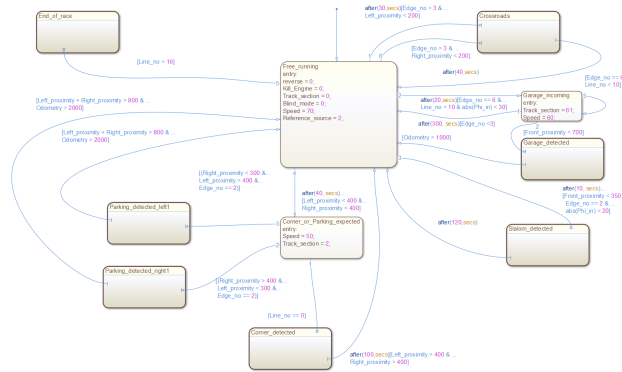 End_of_race
after(30,secs)[Edge_no > 3 &...
Left_proximity < 200]
Crossroads
[Edge_no > 3 &...
Right_proximity < 200]
[Line_no > 16]
Free_running
entry:
reverse = 0;
Kill_Engine = 0;
Track_section = 0;
Blind_mode = 0;
Speed = 70;
Reference_source = 2;
after(40,secs)
[Edge_no
Line_no < 10]
after(20,secs)[Edge_no == 6 &...
Line_no < 10 & abs(Phi_in) < 30]
Garage_incoming
entry:
Track_section = 61;
Speed = 60;
after(300, secs)[Edge_no <3]
[Left_proximity + Right_proximity > 800 &...
Odometry > 2000]
[Left_proximity + Right_proximity > 800 &...
Odometry > 2000]
[Odometry > 1000]
[Front_proximity < 700]
Garage_detected
[(Right_proximity < 300 &...
Left_proximity < 400 &...
Edge_no == 2)]
after(40, secs)...
[Left_proximity < 400 &...
Right_proximity < 400]
after(10, secs)...
[Front_proximity < 350
Edge_no == 2 &...
abs(Phi_in) < 20]
Parking_detected_left1
Corner_or_Parking_expected
entry:
Speed = 50;
Track_section = 2;
after(120,secs)
Slalom_detected
Parking_detected_right1
[(Right_proximity > 400 &...
Left_proximity < 300 &...
Edge_no == 2)]
[Line_no == 0]
Corner_detected
after(100,secs)[Left_proximity > 400 &...
Right_proximity > 400]